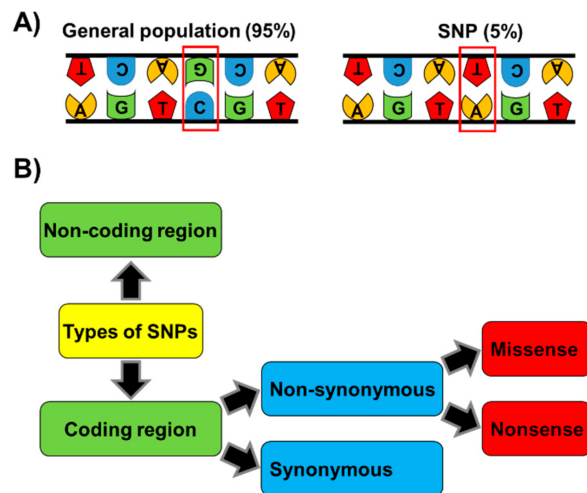 A)
General population (95%)
SNP (5%)
T C A G C A
T C A T C A
A G T C G T
A G T A G T
B)
Non-coding region
Types of SNPs
Missense
Non-synonymous
Coding region
Nonsense
Synonymous